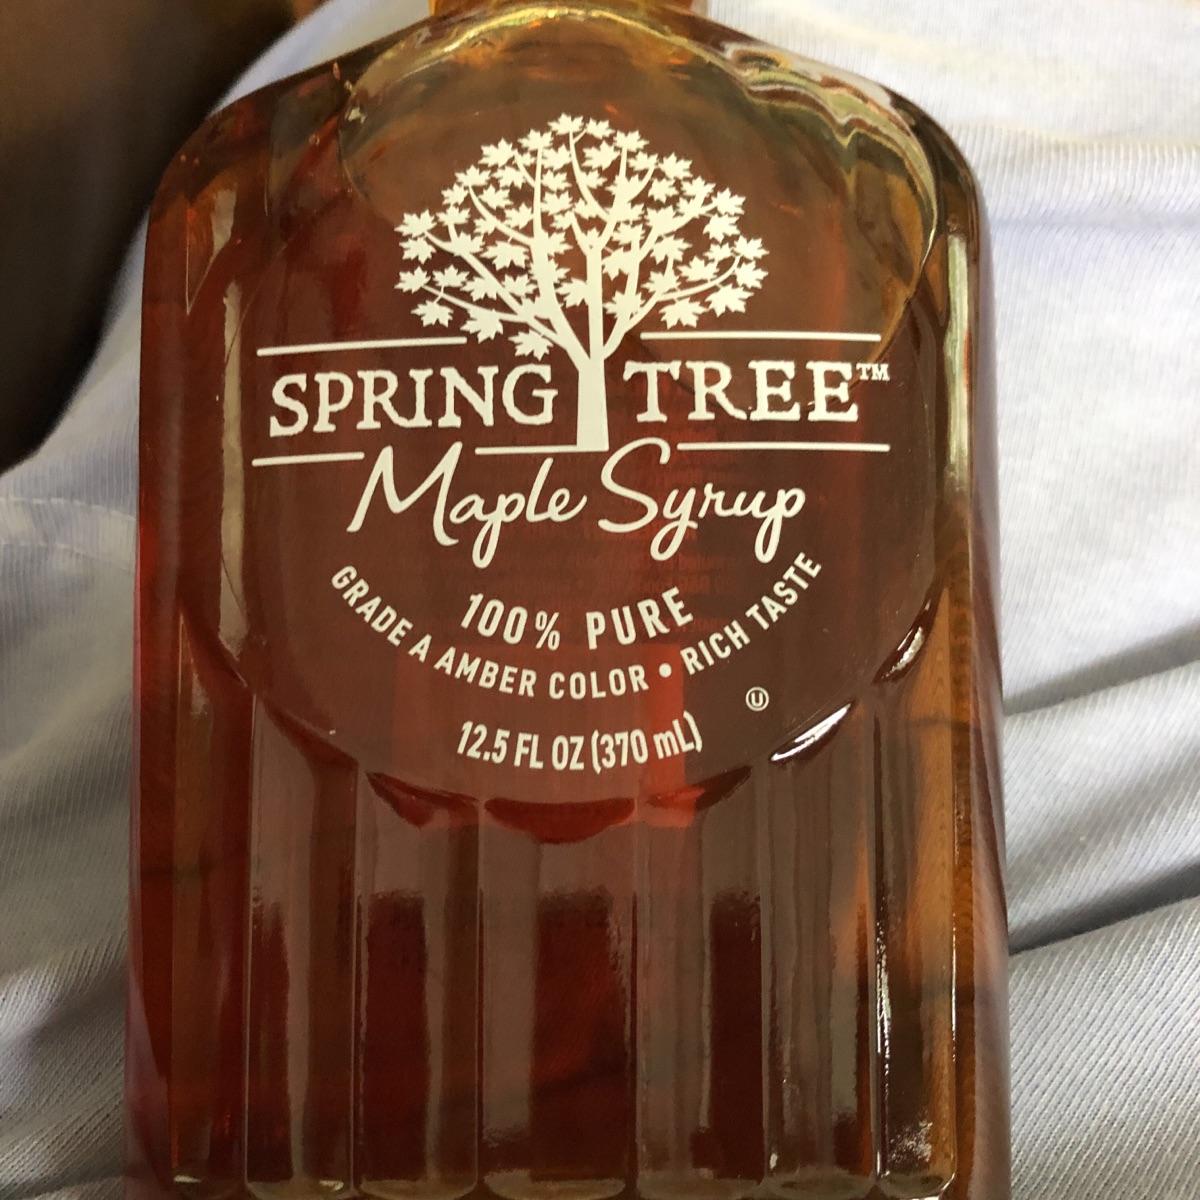 SPRING TREE™
Maple Syrup
100% PURE
GRADE A AMBER COLOR • RICH TASTE
Ⓤ
12.5 FL OZ (370 mL)